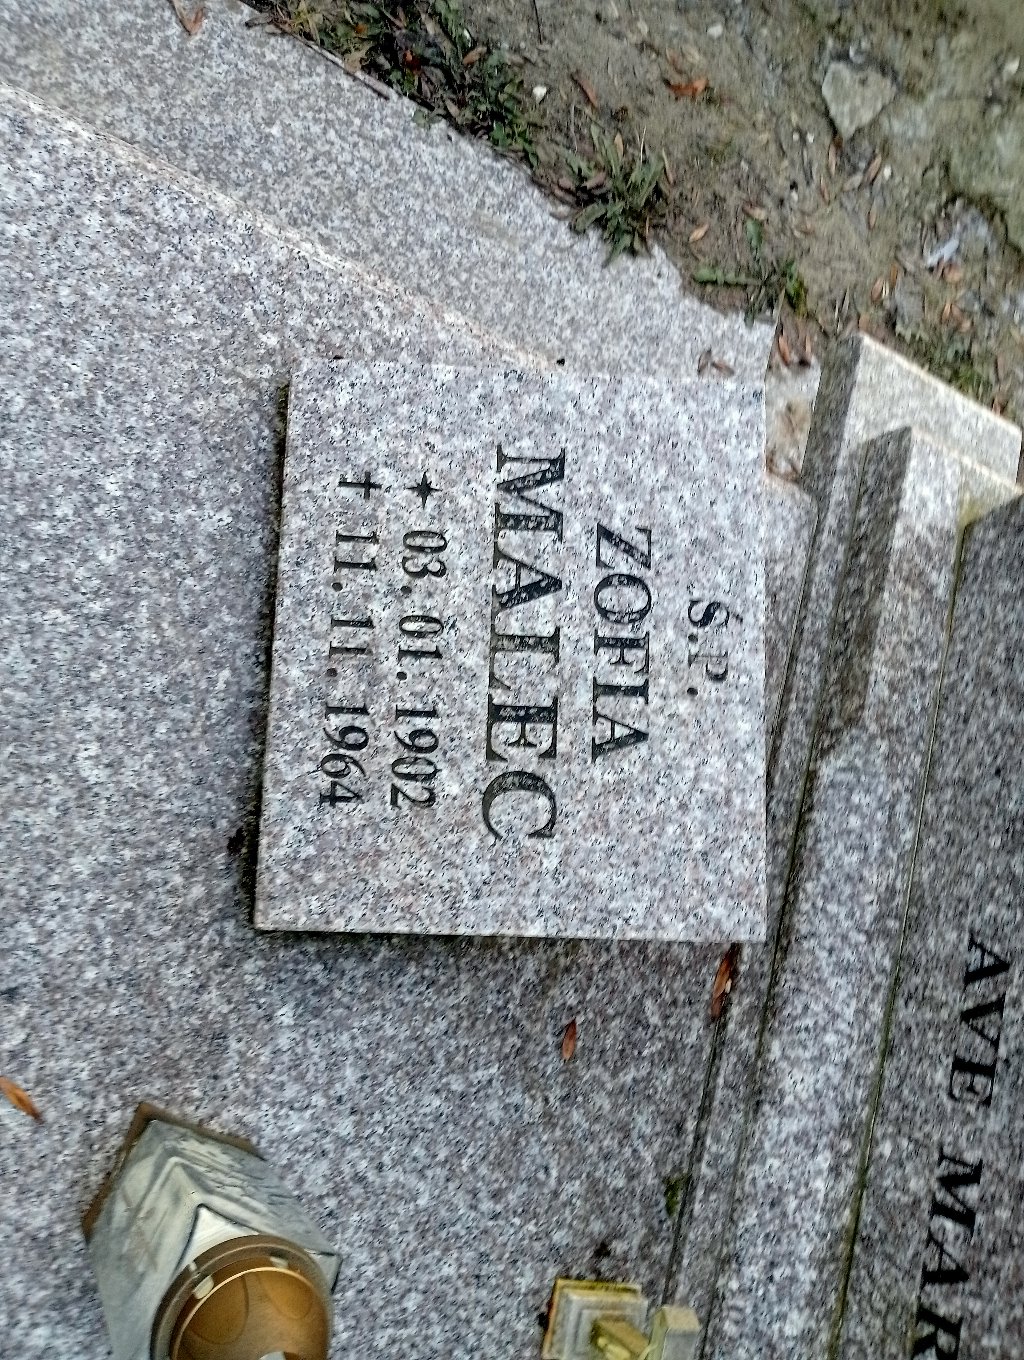 Ś.P.
ZOFIA
MALEC
✦ 03.01.1902
✝ 11.11.1964
AVE MAR